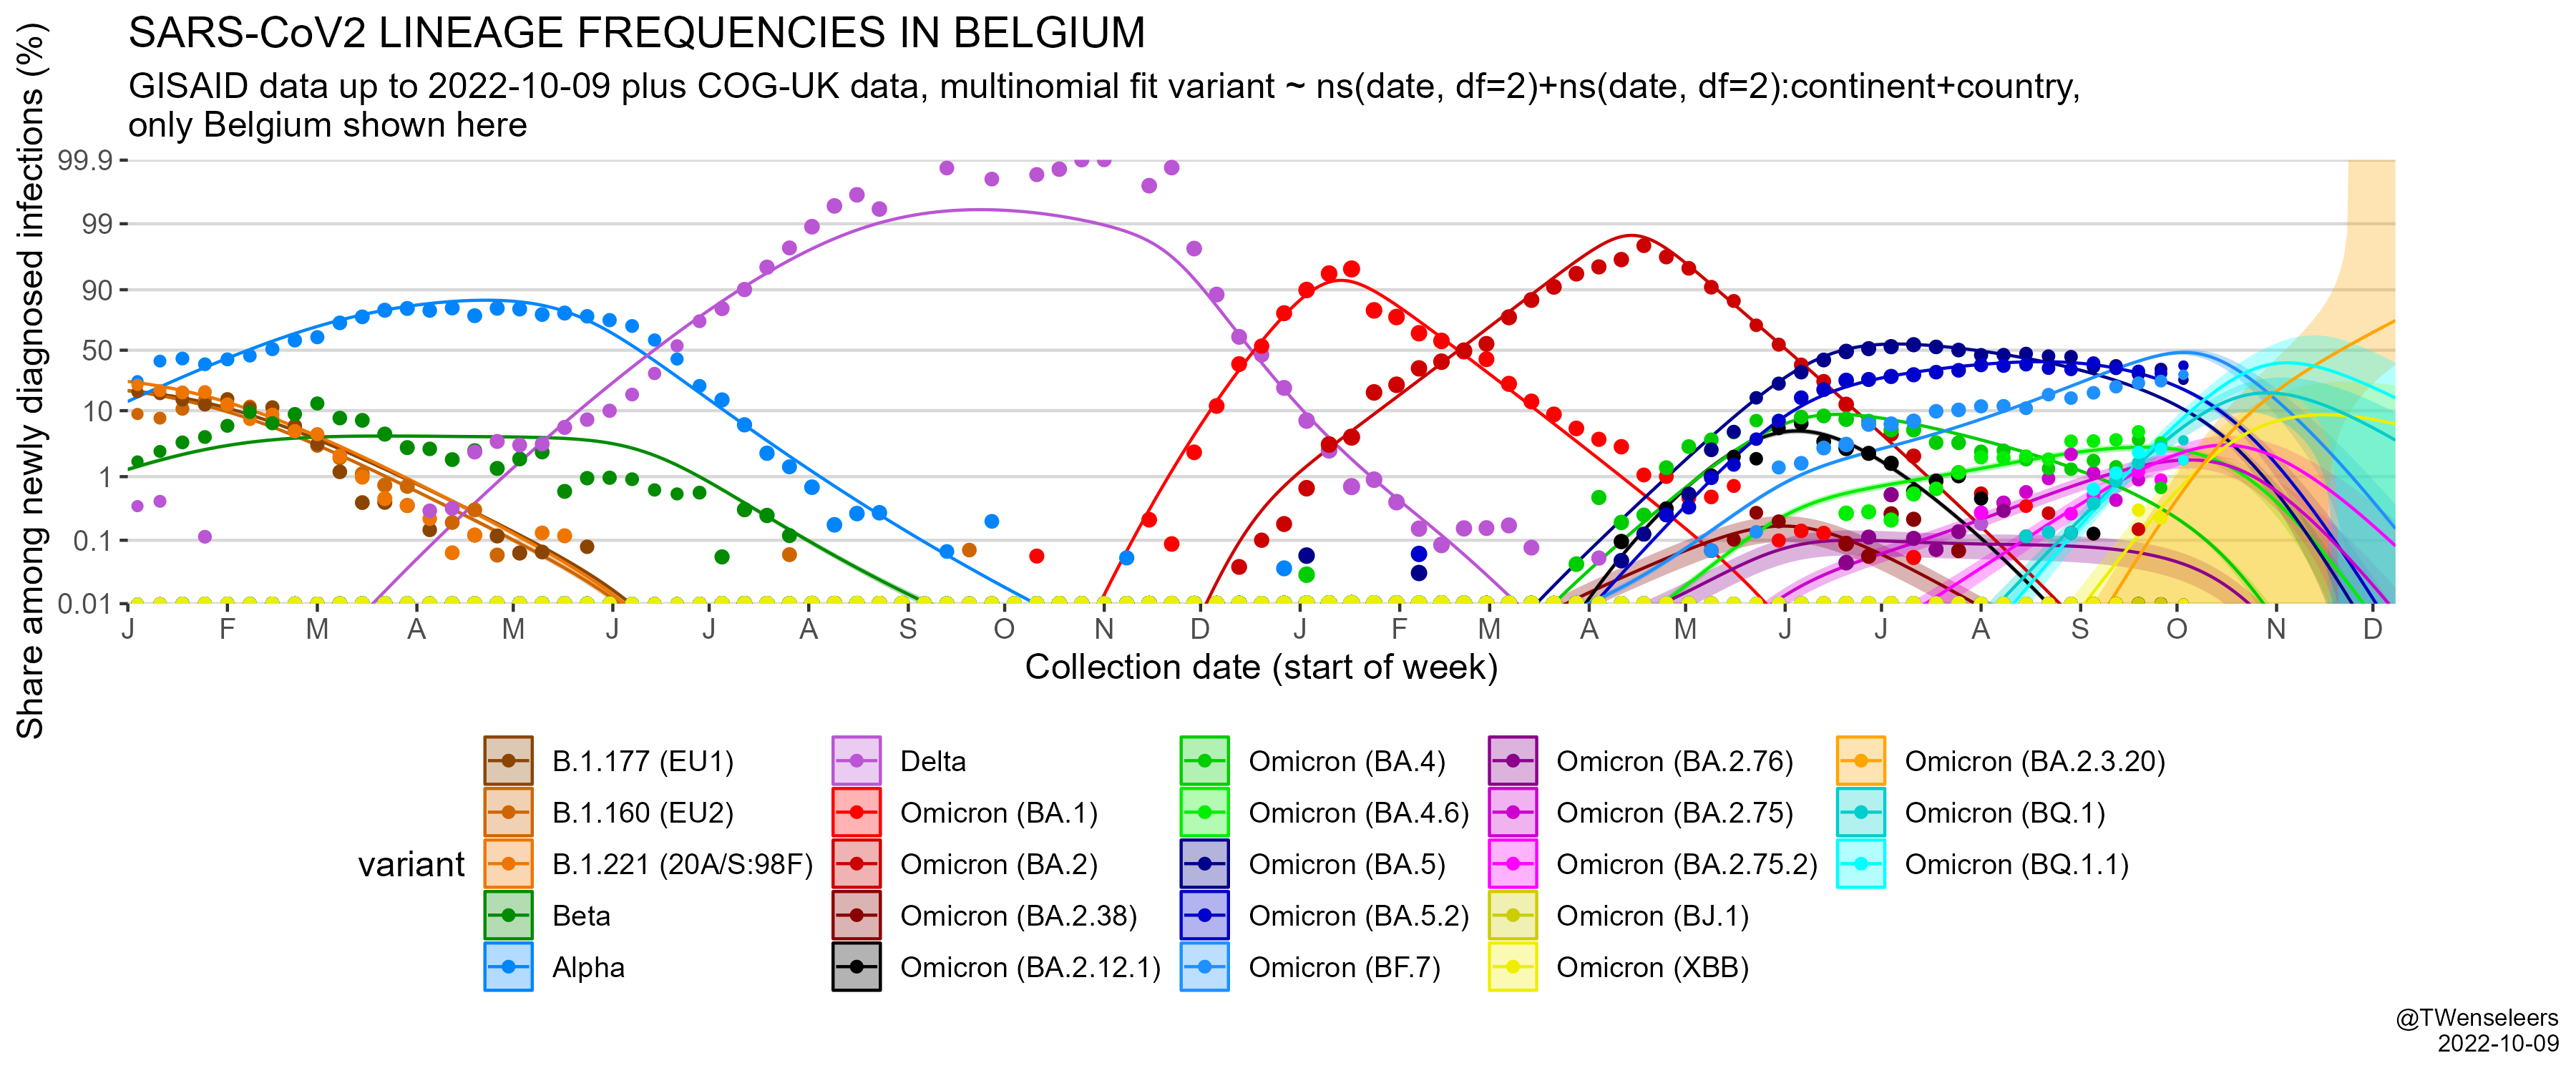 SARS-CoV2 LINEAGE FREQUENCIES IN BELGIUM
GISAID data up to 2022-10-09 plus COG-UK data, multinomial fit variant ~ ns(date, df=2)+ns(date, df=2):continent+country,
only Belgium shown here
Share among newly diagnosed infections (%)
99.9
99
90
50
10
1
0.1
0.01
J F M A M J J A S O N D J F M A M J J A S O N D
Collection date (start of week)
variant
B.1.177 (EU1)
B.1.160 (EU2)
B.1.221 (20A/S:98F)
Beta
Alpha
Delta
Omicron (BA.1)
Omicron (BA.2)
Omicron (BA.2.38)
Omicron (BA.2.12.1)
Omicron (BA.4)
Omicron (BA.4.6)
Omicron (BA.5)
Omicron (BA.5.2)
Omicron (BF.7)
Omicron (BA.2.76)
Omicron (BA.2.75)
Omicron (BA.2.75.2)
Omicron (BJ.1)
Omicron (XBB)
Omicron (BA.2.3.20)
Omicron (BQ.1)
Omicron (BQ.1.1)
@TWenseleers
2022-10-09